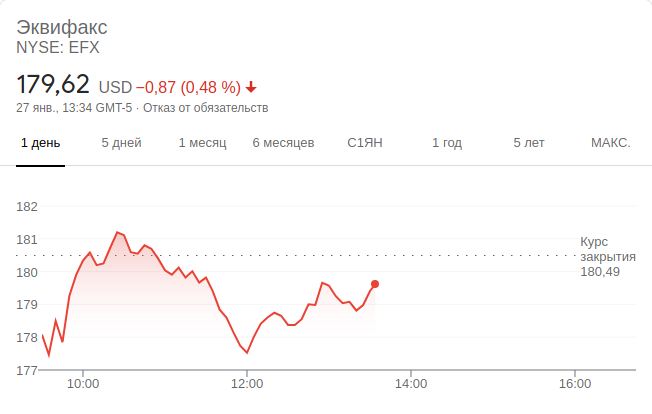 Эквифакс
NYSE: EFX
179,62 USD −0,87 (0,48 %)
27 янв., 13:34 GMT-5 · Отказ от обязательств
1 день 5 дней 1 месяц 6 месяцев С1ЯН 1 год 5 лет МАКС.
182
181
180
179
178
177
Курс
закрытия
180,49
10:00 12:00 14:00 16:00